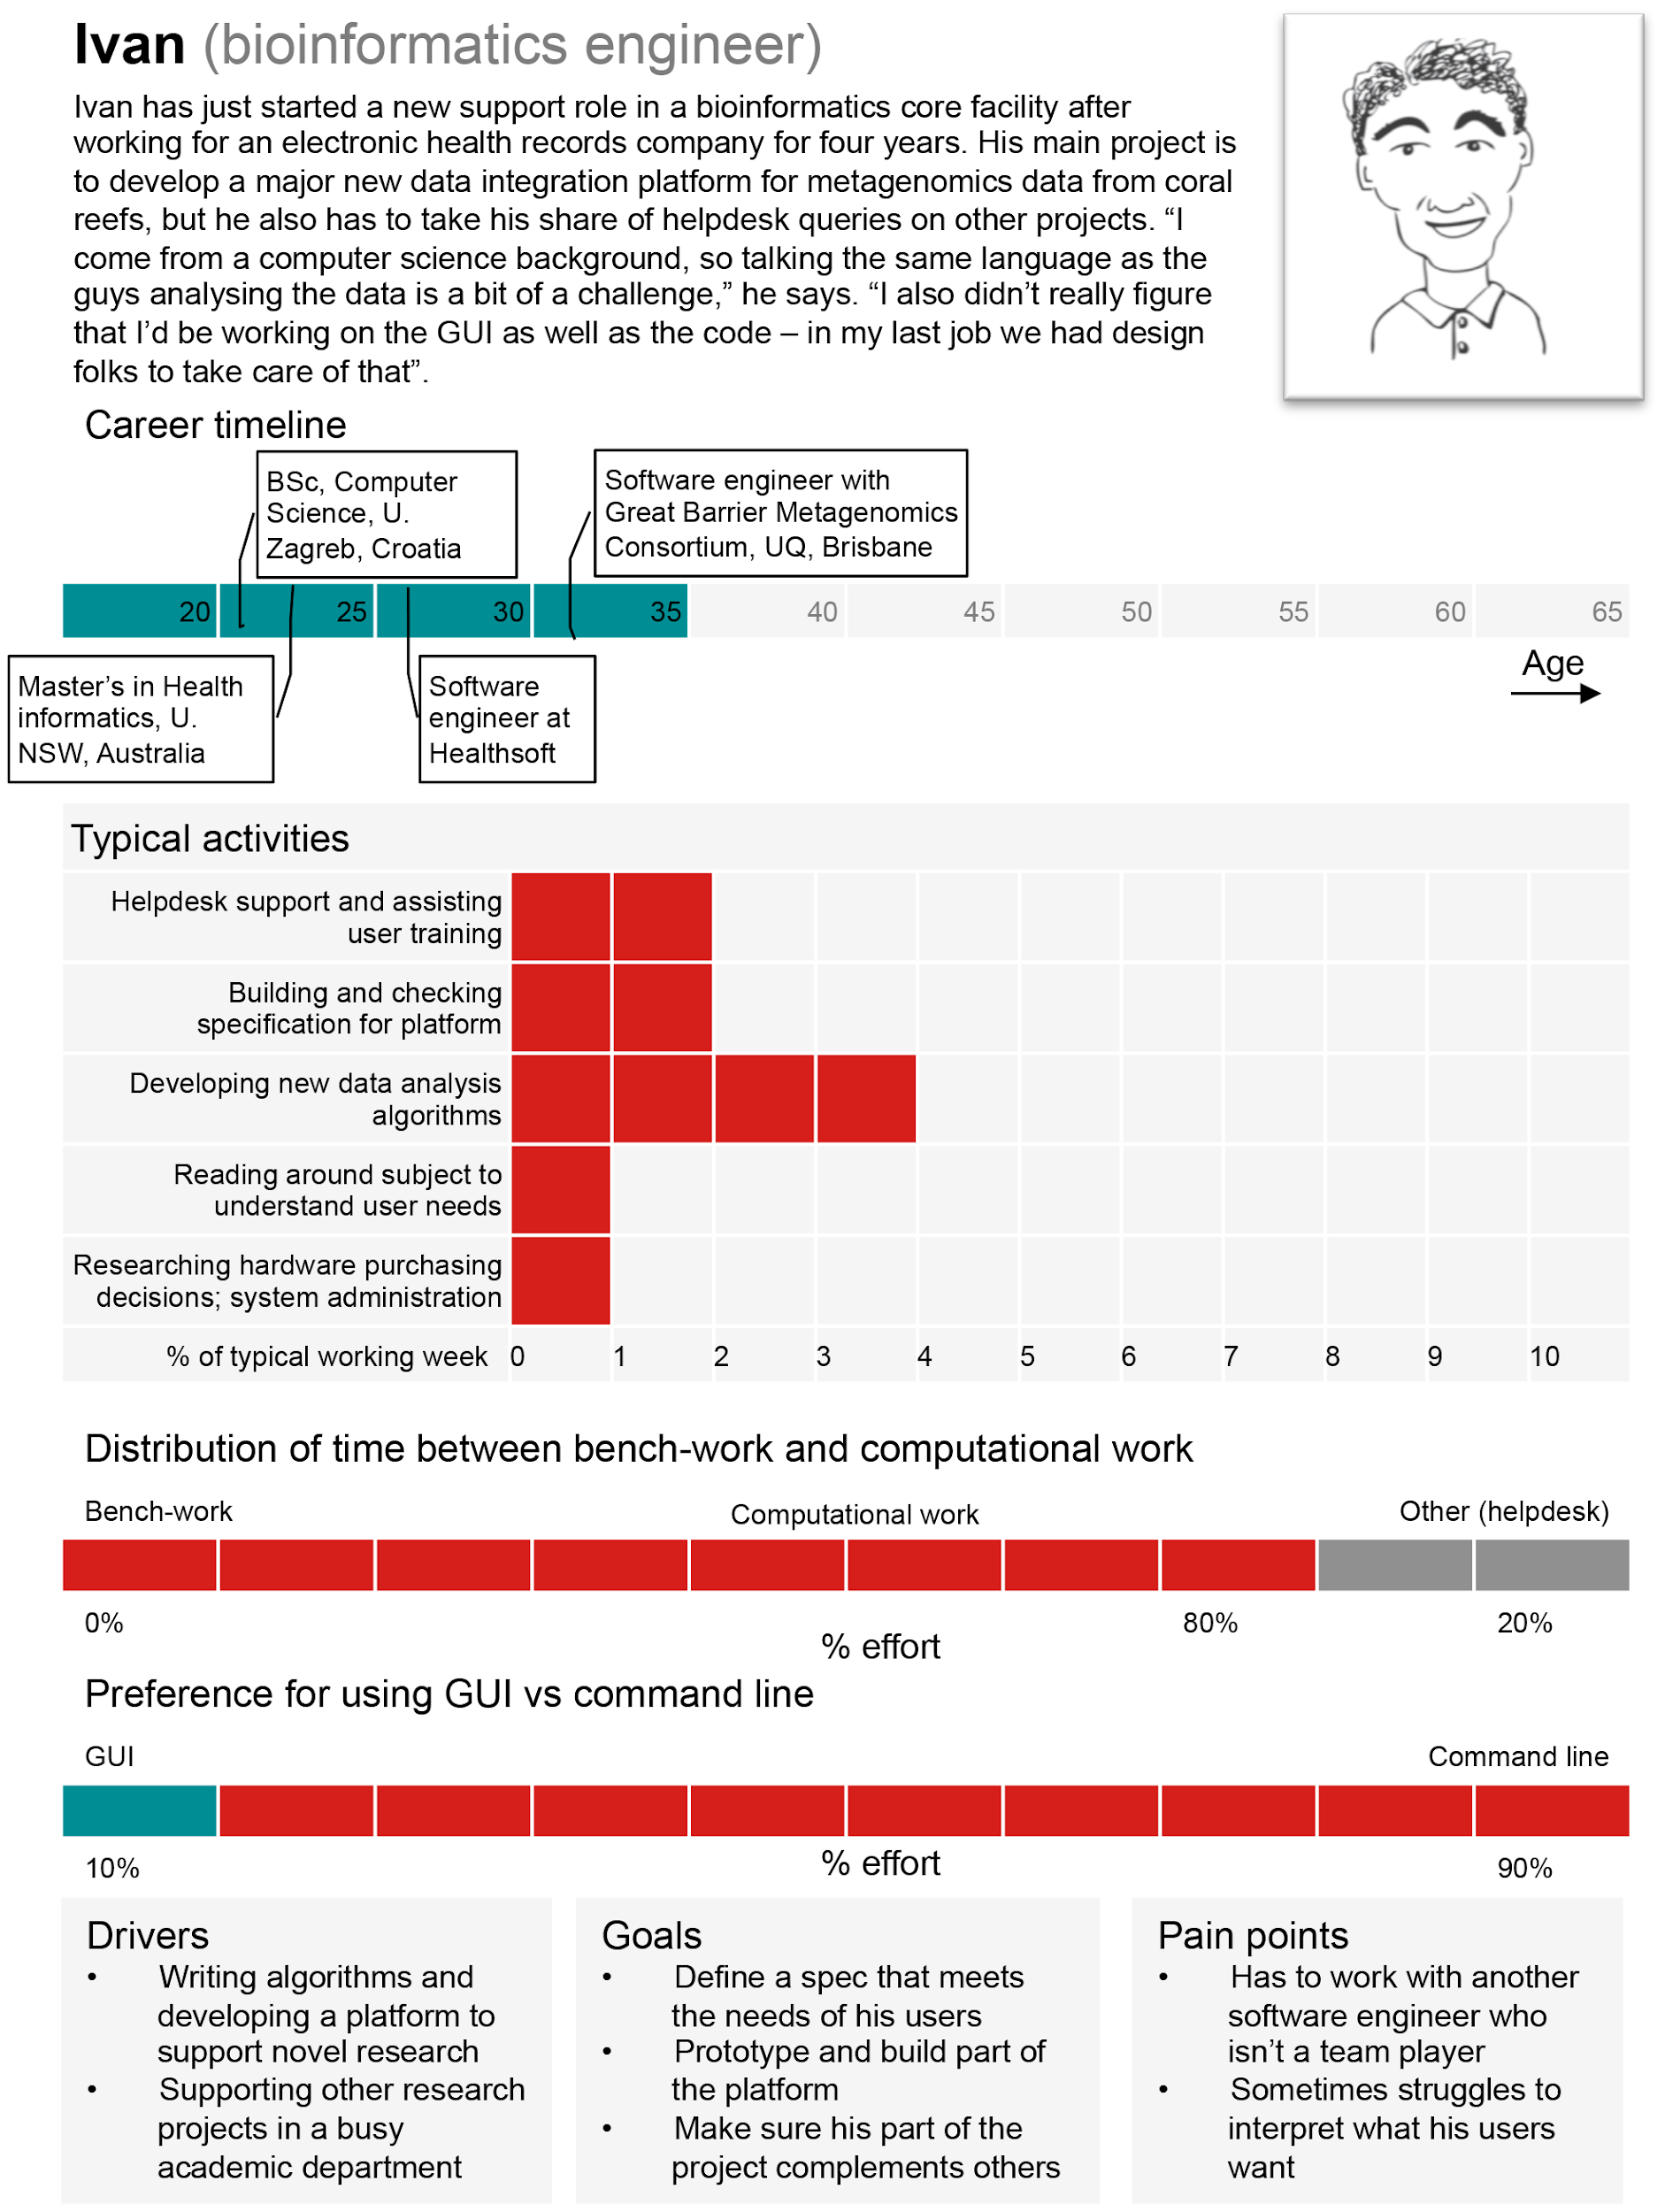 Ivan (bioinformatics engineer)
Ivan has just started a new support role in a bioinformatics core facility after
working for an electronic health records company for four years. His main project is
to develop a major new data integration platform for metagenomics data from coral
reefs, but he also has to take his share of helpdesk queries on other projects. “I
come from a computer science background, so talking the same language as the
guys analysing the data is a bit of a challenge,” he says. “I also didn’t really figure
that I’d be working on the GUI as well as the code – in my last job we had design
folks to take care of that”.
Career timeline
BSc, Computer
Science, U.
Zagreb, Croatia
Software engineer with
Great Barrier Metagenomics
Consortium, UQ, Brisbane
20 25 30 35 40 45 50 55 60 65
Age
Master’s in Health
informatics, U.
NSW, Australia
Software
engineer at
Healthsoft
Typical activities
Helpdesk support and assisting
user training
Building and checking
specification for platform
Developing new data analysis
algorithms
Reading around subject to
understand user needs
Researching hardware purchasing
decisions; system administration
% of typical working week 0 1 2 3 4 5 6 7 8 9 10
Distribution of time between bench-work and computational work
Bench-work Computational work Other (helpdesk)
0% 80% 20%
% effort
Preference for using GUI vs command line
GUI Command line
10% % effort 90%
Drivers
• Writing algorithms and
developing a platform to
support novel research
• Supporting other research
projects in a busy
academic department
Goals
• Define a spec that meets
the needs of his users
• Prototype and build part of
the platform
• Make sure his part of the
project complements others
Pain points
• Has to work with another
software engineer who
isn’t a team player
• Sometimes struggles to
interpret what his users
want